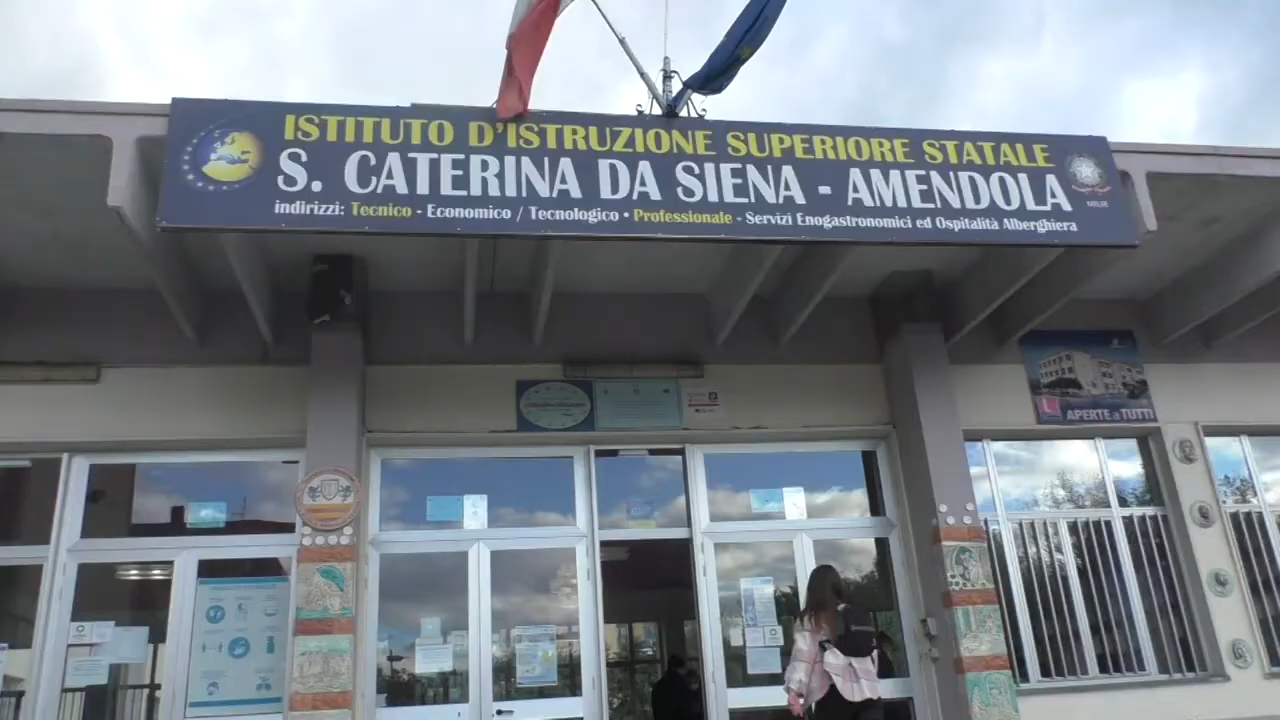 ISTITUTO D'ISTRUZIONE SUPERIORE STATALE
S. CATERINA DA SIENA - AMENDOLA
indirizzi: Tecnico - Economico / Tecnologico • Professionale - Servizi Enogastronomici ed Ospitalità Alberghiera
MIUR
APERTE a TUTTI